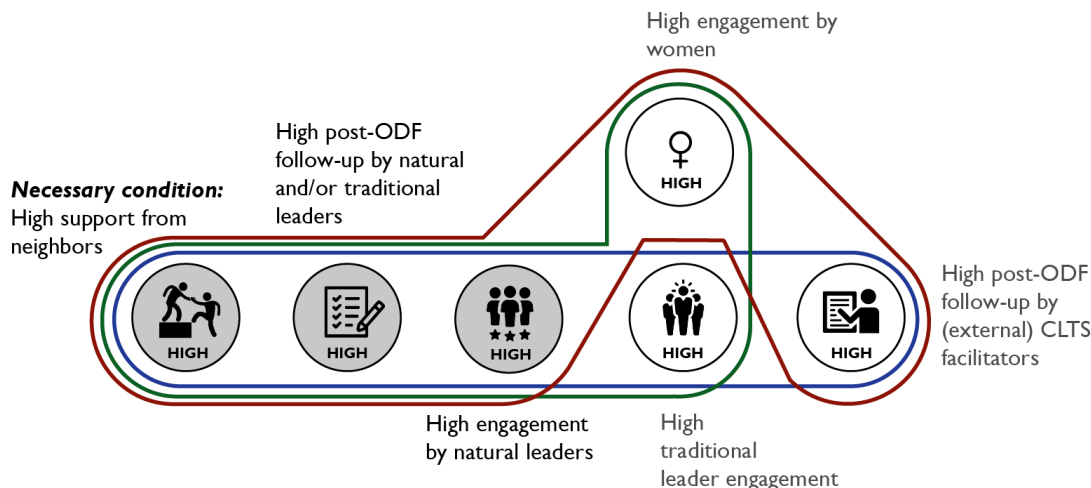 High engagement by
women
High post-ODF
follow-up by natural
and/or traditional
leaders
Necessary condition:
High support from
neighbors
HIGH
HIGH
HIGH
HIGH
HIGH
HIGH
High post-ODF
follow-up by
(external) CLTS
facilitators
High engagement
by natural leaders
High
traditional
leader engagement